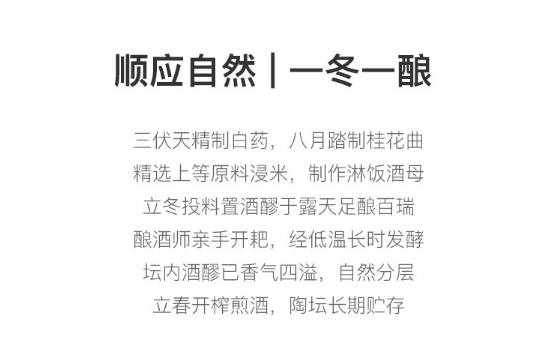 顺应自然 | 一冬一酿
三伏天精制白药，八月踏制桂花曲
精选上等原料浸米，制作淋饭酒母
立冬投料置酒醪于露天足酿百瑞
酿酒师亲手开耙，经低温长时发酵
坛内酒醪已香气四溢，自然分层
立春开榨煎酒，陶坛长期贮存